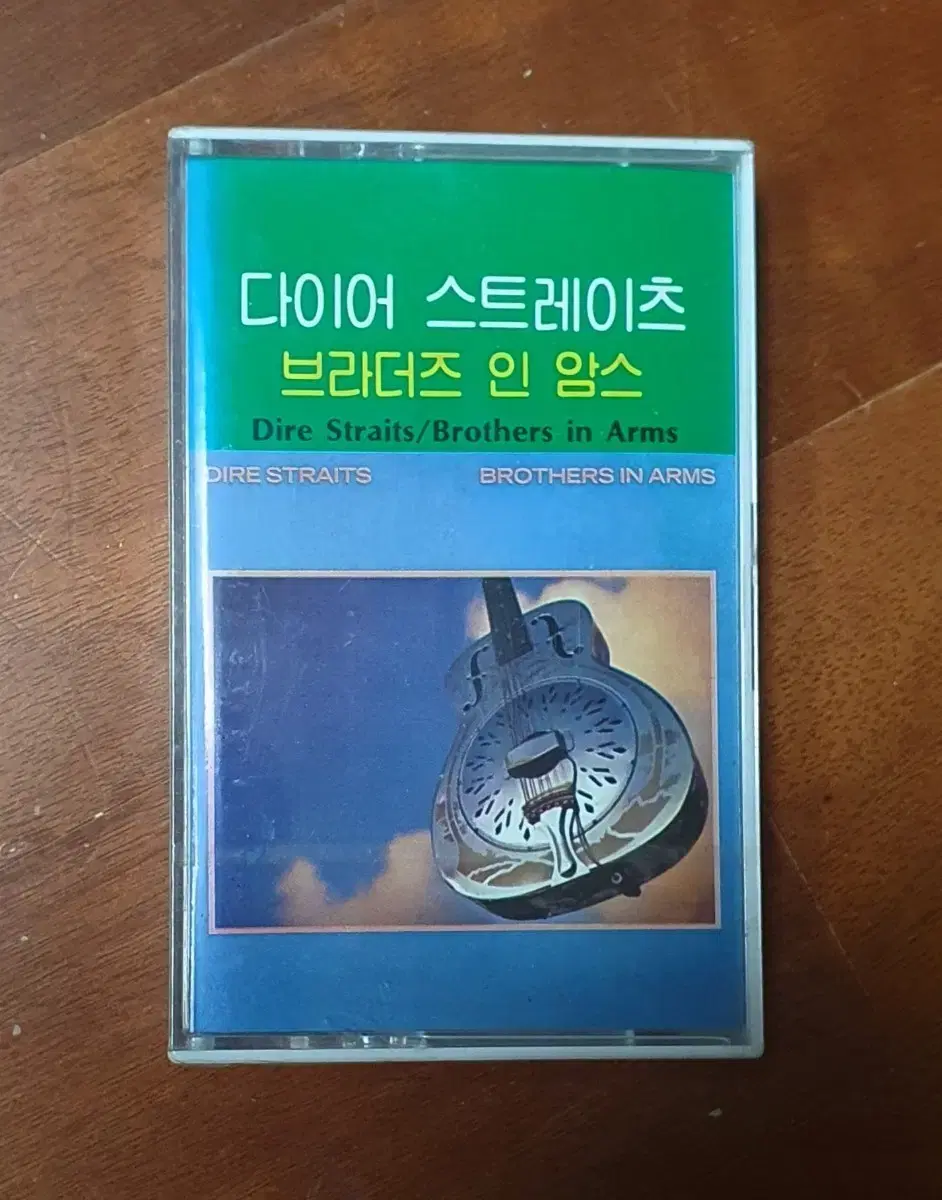 다이어 스트레이츠
브라더즈 인 암스
Dire Straits/Brothers in Arms
DIRE STRAITS BROTHERS IN ARMS